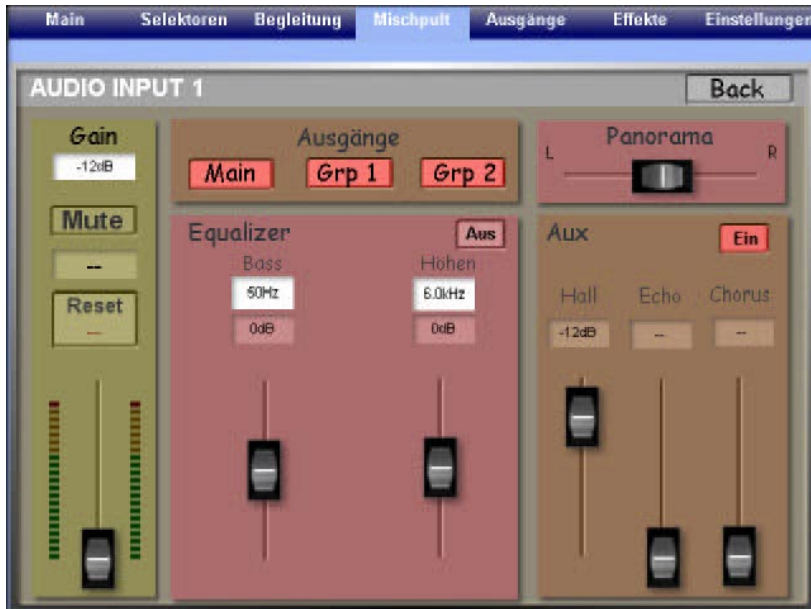 Main Selektoren Begleitung Mischpult Ausgänge Effekte Einstellungen
AUDIO INPUT 1 Back
Gain
-12dB
Mute
--
Reset
--
Ausgänge
Main Grp 1 Grp 2
Panorama
L R
Equalizer Aus
Bass Höhen
50Hz 6.0kHz
0dB 0dB
Aux Ein
Hall Echo Chorus
-12dB -- --